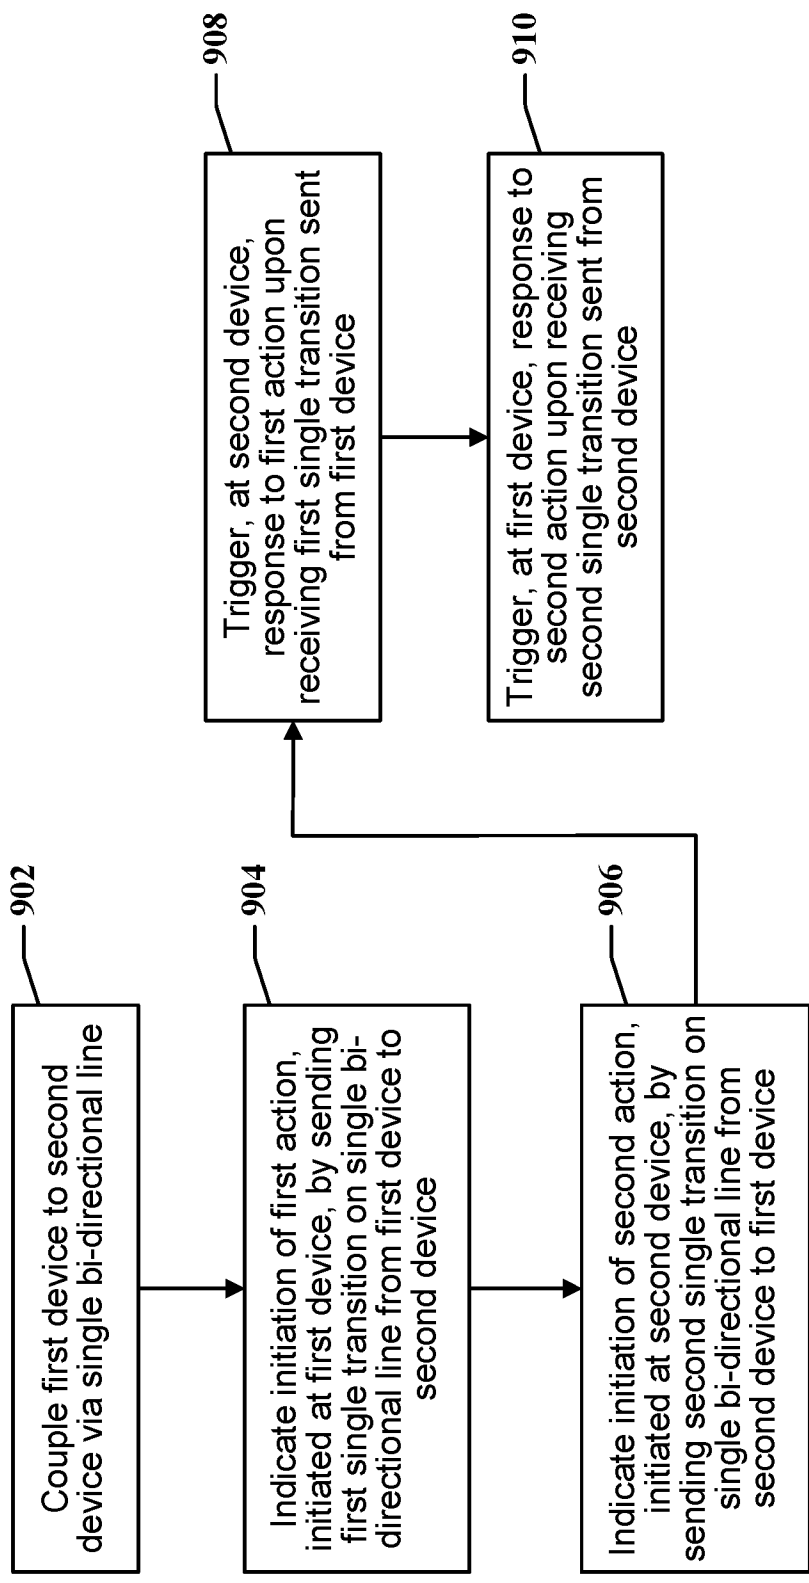 902
Couple first device to second
device via single bi-directional line
904
Indicate initiation of first action,
initiated at first device, by sending
first single transition on single bi-
directional line from first device to
second device
906
Indicate initiation of second action,
initiated at second device, by
sending second single transition on
single bi-directional line from
second device to first device
908
Trigger, at second device,
response to first action upon
receiving first single transition sent
from first device
910
Trigger, at first device, response to
second action upon receiving
second single transition sent from
second device